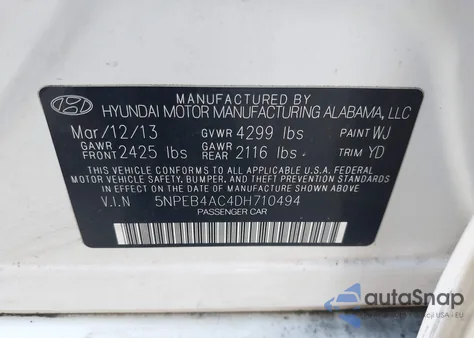 MANUFACTURED BY
HYUNDAI MOTOR MANUFACTURING ALABAMA, LLC
Mar/12/13 GVWR 4299 lbs PAINT WJ
GAWR FRONT 2425 lbs GAWR REAR 2116 lbs TRIM YD
THIS VEHICLE CONFORMS TO ALL APPLICABLE U.S.A. FEDERAL
MOTOR VEHICLE SAFETY, BUMPER, AND THEFT PREVENTION
STANDARDS IN EFFECT ON THE DATE OF MANUFACTURE SHOWN ABOVE.
V.I.N 5NPEB4AC4DH710494
PASSENGER CAR
autoSnap
USA - EU